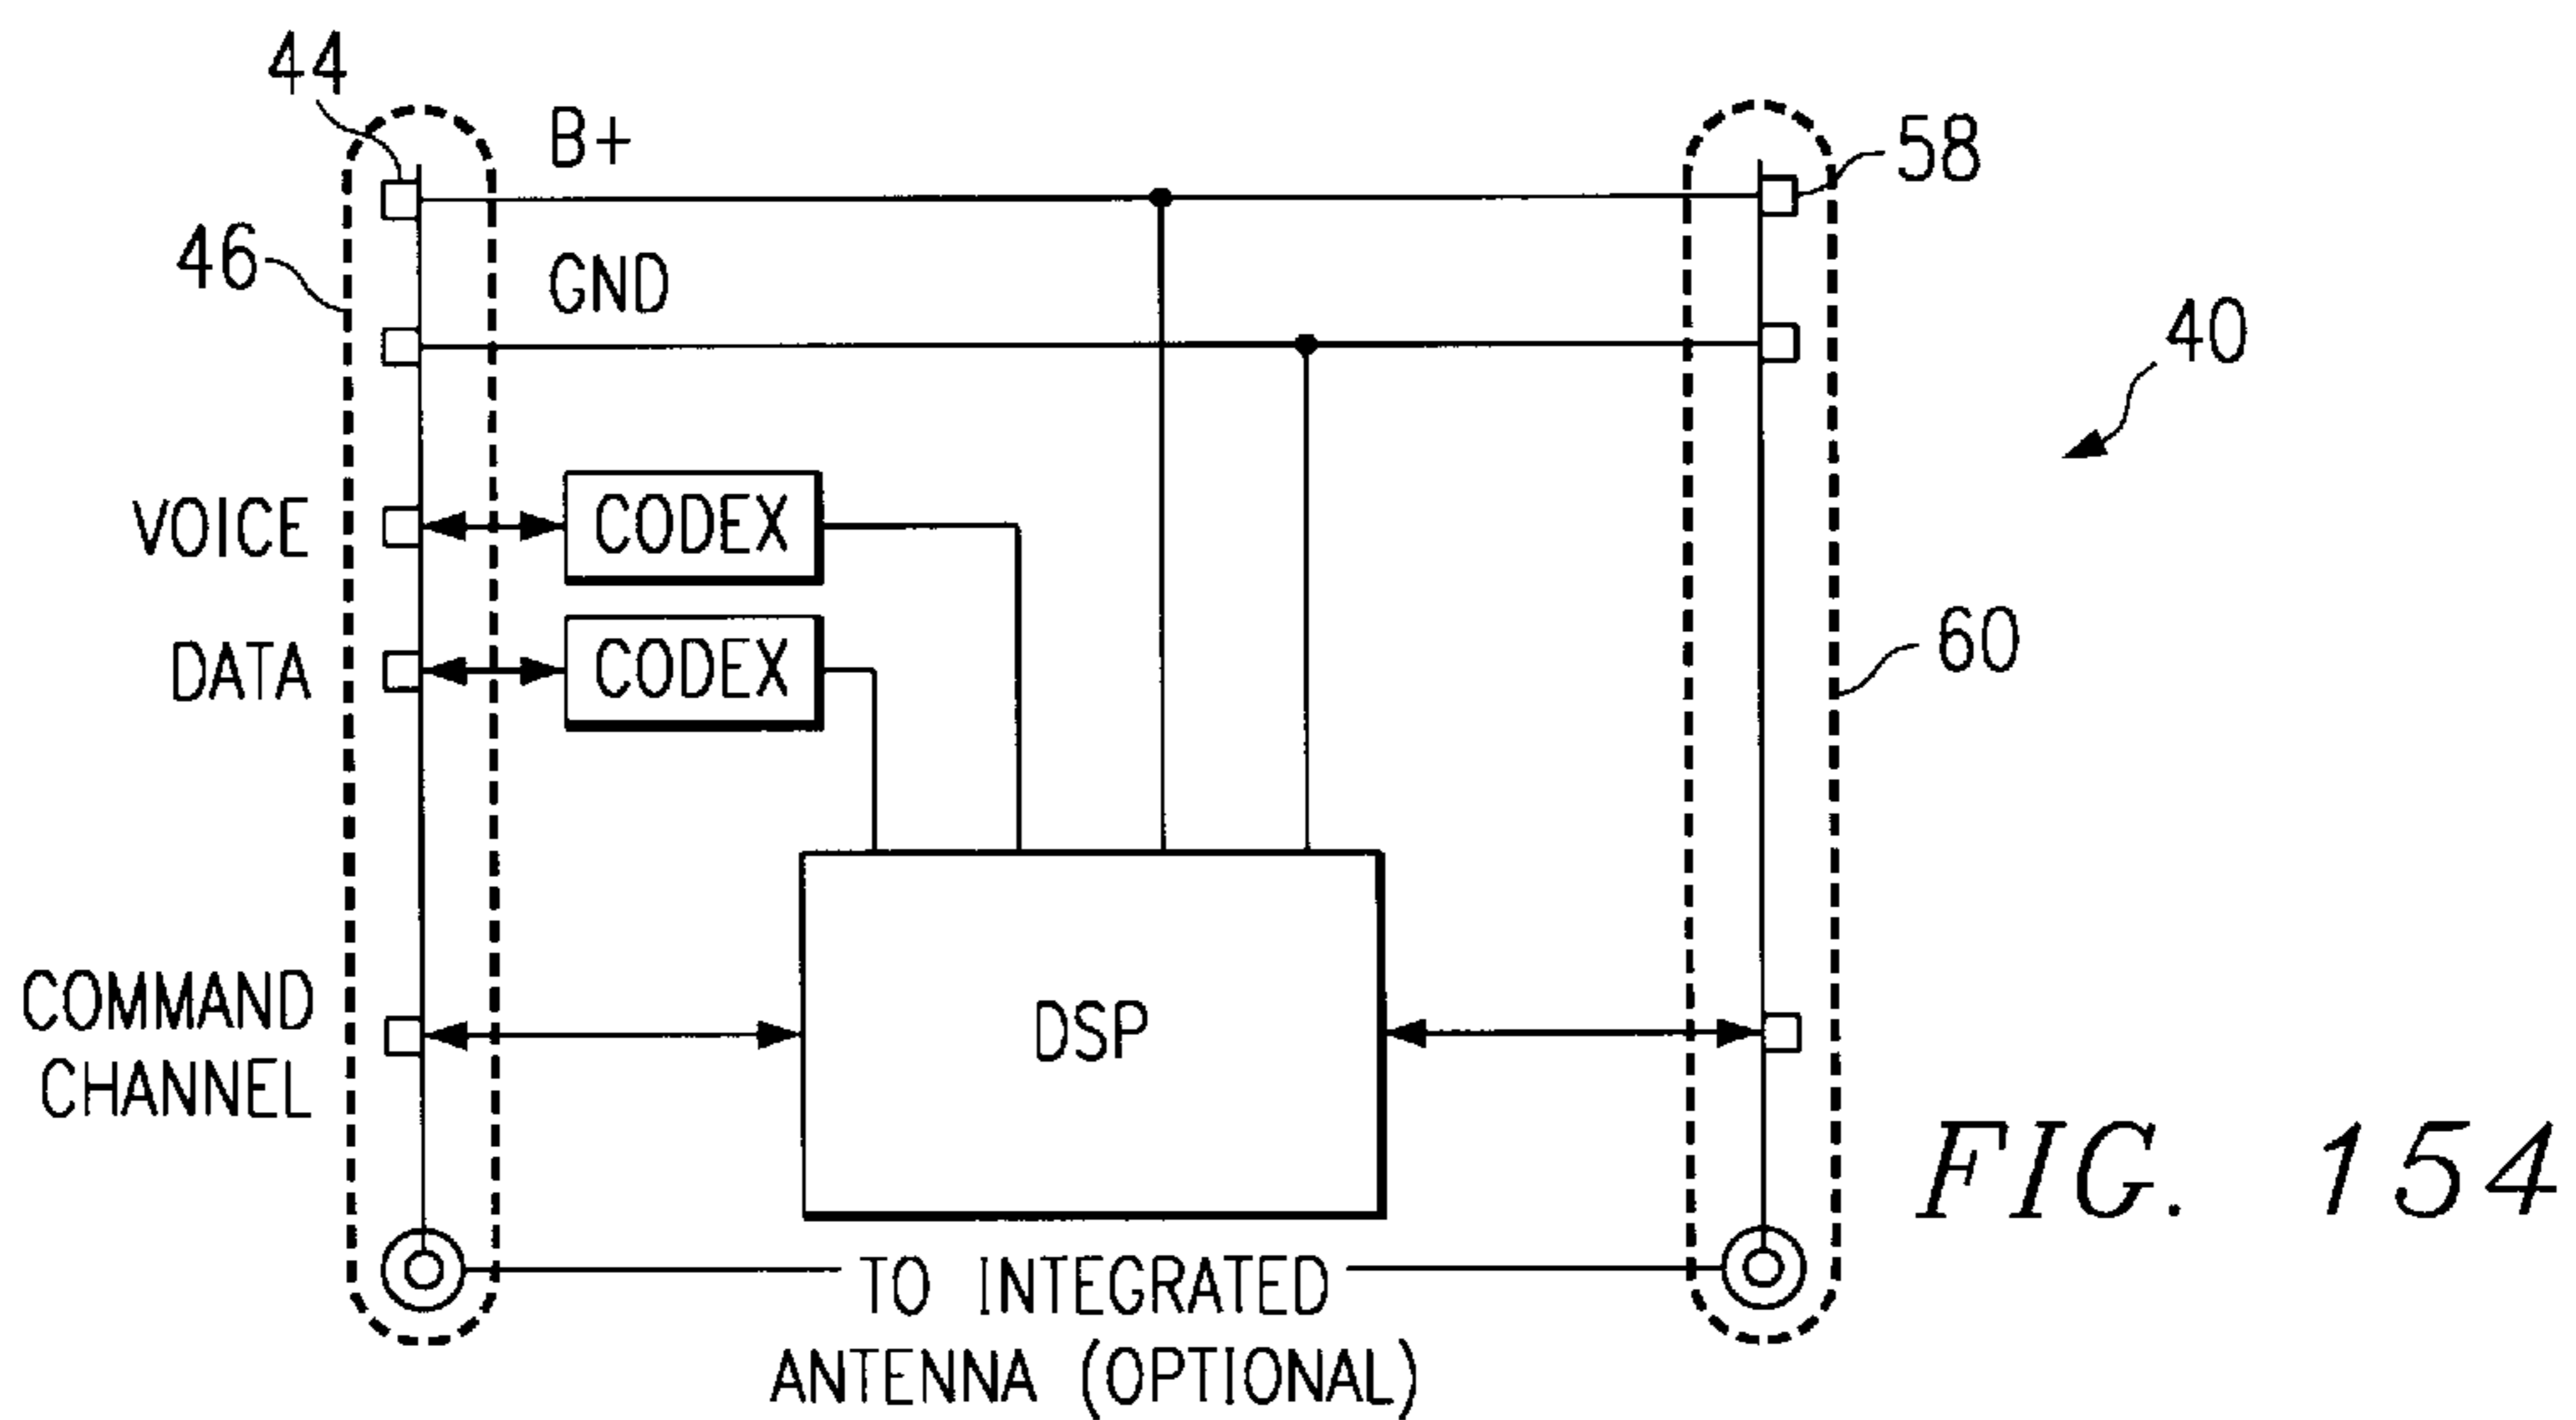 44
B+
58
46
GND
40
VOICE
CODEX
DATA
CODEX
60
COMMAND
CHANNEL
DSP
TO INTEGRATED
ANTENNA (OPTIONAL)
FIG. 154